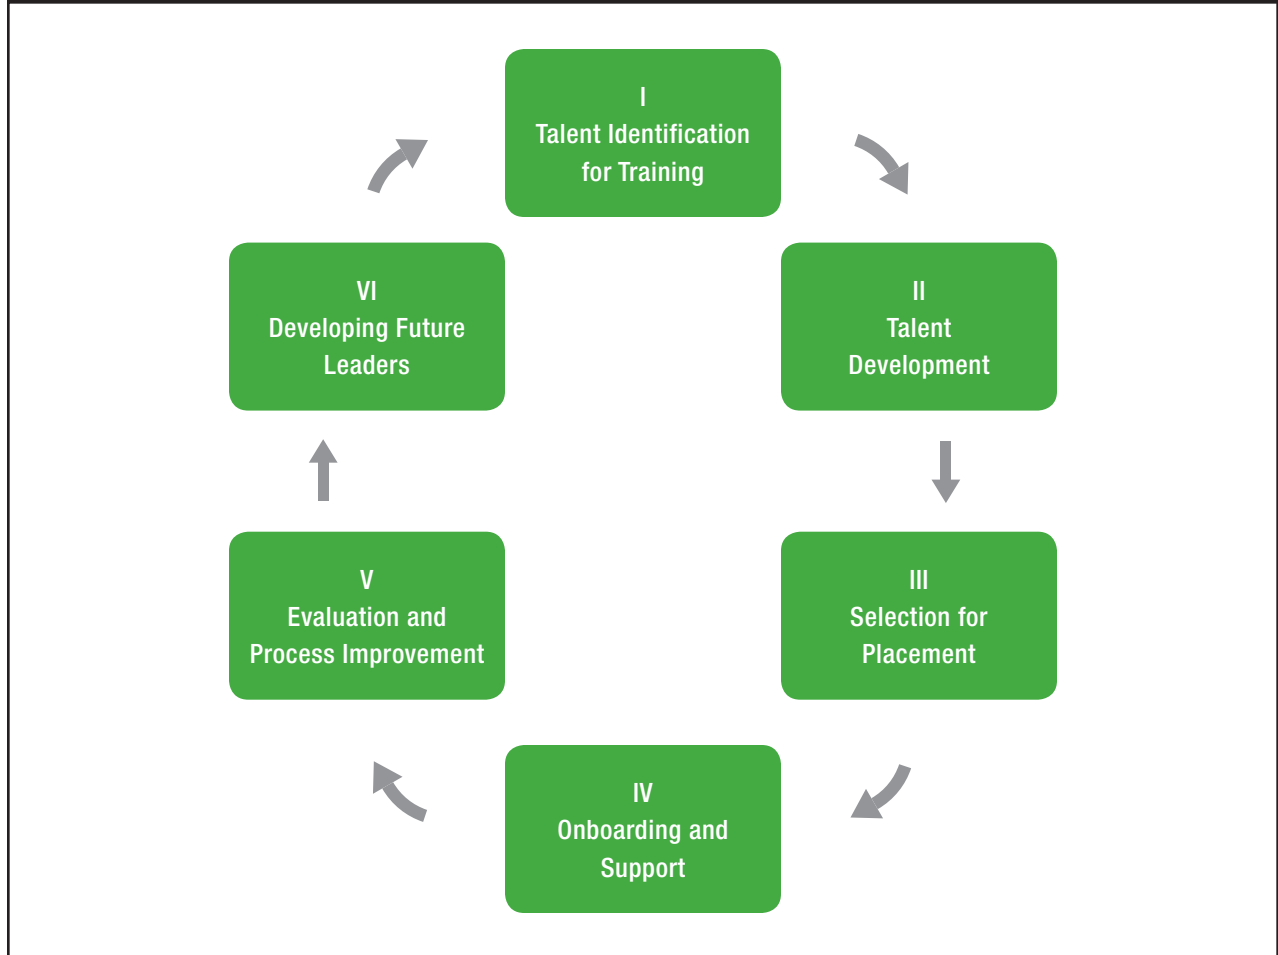 I
Talent Identification
for Training
II
Talent
Development
III
Selection for
Placement
IV
Onboarding and
Support
V
Evaluation and
Process Improvement
VI
Developing Future
Leaders